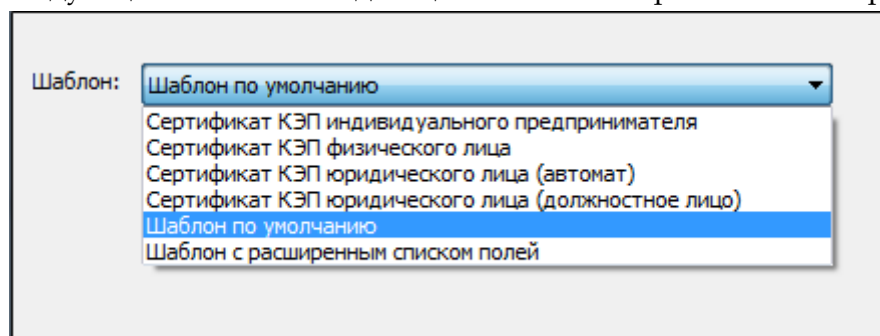 Шаблон: Шаблон по умолчанию
Сертификат КЭП индивидуального предпринимателя
Сертификат КЭП физического лица
Сертификат КЭП юридического лица (автомат)
Сертификат КЭП юридического лица (должностное лицо)
Шаблон по умолчанию
Шаблон с расширенным списком полей